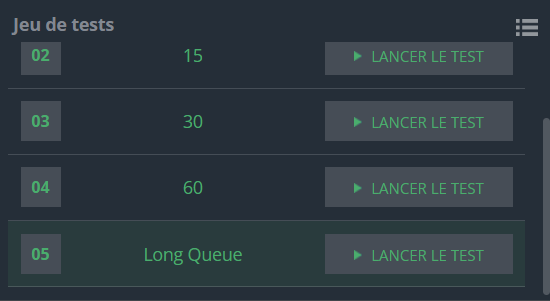 Jeu de tests
02 15 LANCER LE TEST
03 30 LANCER LE TEST
04 60 LANCER LE TEST
05 Long Queue LANCER LE TEST